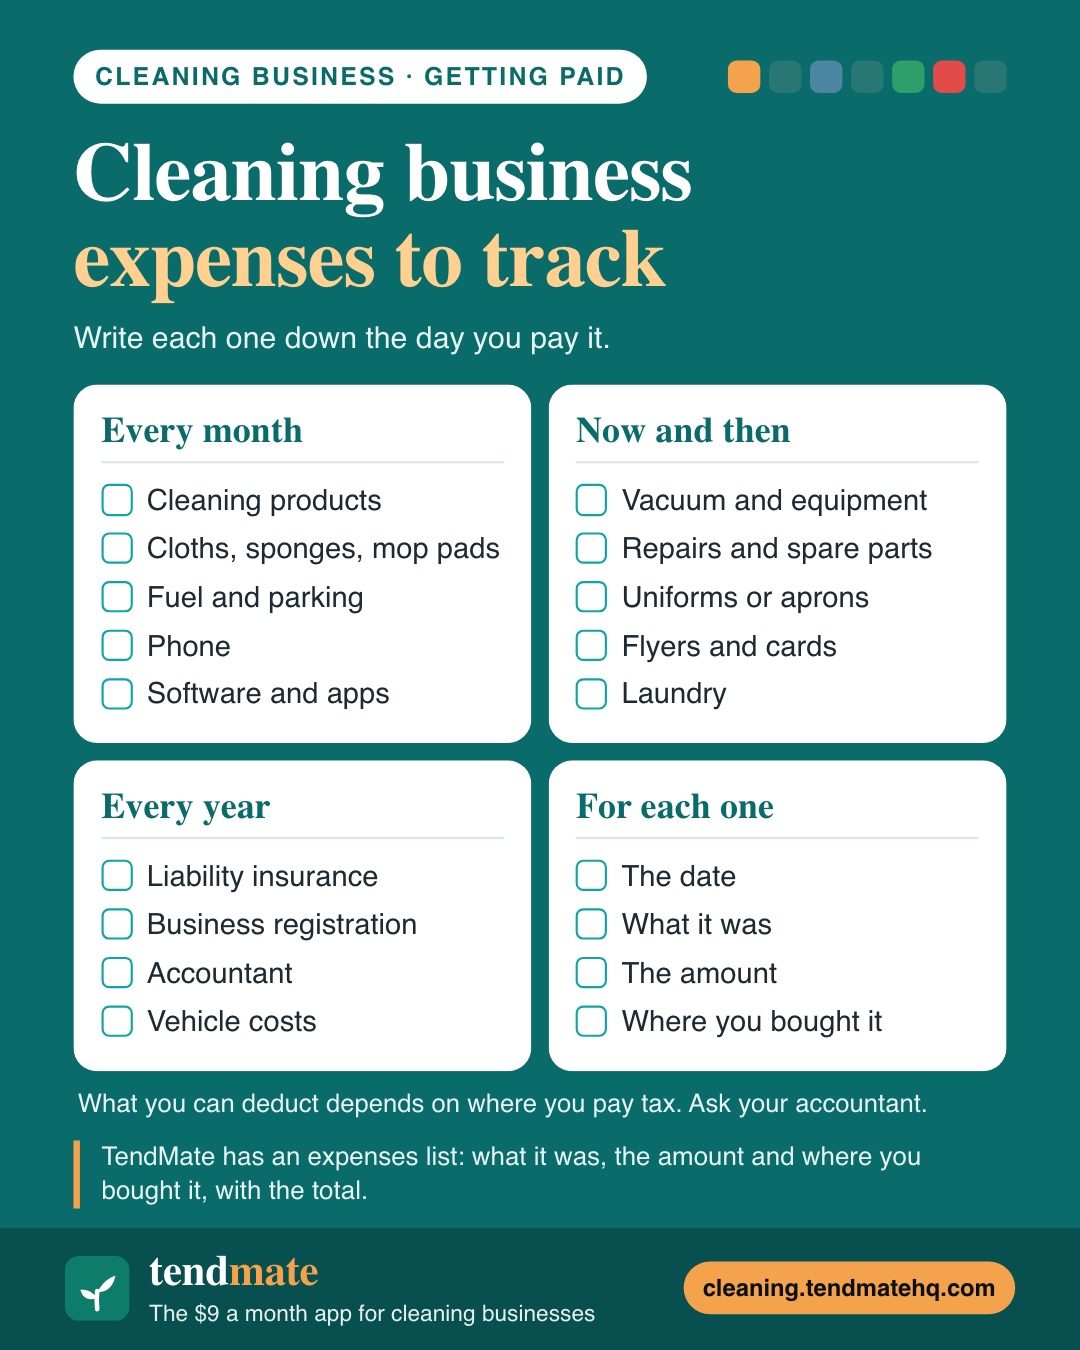 CLEANING BUSINESS · GETTING PAID
Cleaning business
expenses to track
Write each one down the day you pay it.
Every month
Cleaning products
Cloths, sponges, mop pads
Fuel and parking
Phone
Software and apps
Now and then
Vacuum and equipment
Repairs and spare parts
Uniforms or aprons
Flyers and cards
Laundry
Every year
Liability insurance
Business registration
Accountant
Vehicle costs
For each one
The date
What it was
The amount
Where you bought it
What you can deduct depends on where you pay tax. Ask your accountant.
TendMate has an expenses list: what it was, the amount and where you
bought it, with the total.
tendmate
The $9 a month app for cleaning businesses
cleaning.tendmatehq.com